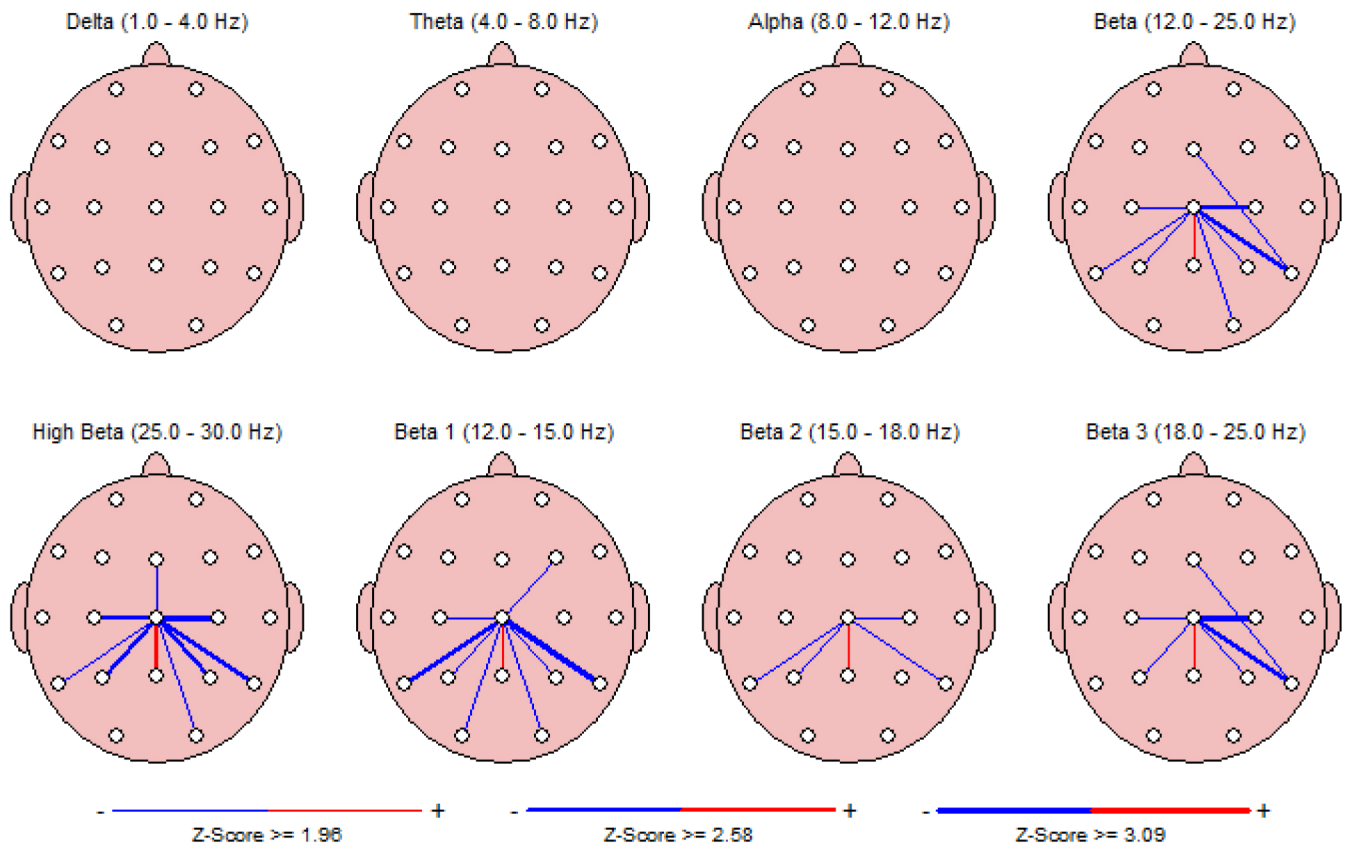 Delta (1.0 - 4.0 Hz) Theta (4.0 - 8.0 Hz) Alpha (8.0 - 12.0 Hz) Beta (12.0 - 25.0 Hz)
High Beta (25.0 - 30.0 Hz) Beta 1 (12.0 - 15.0 Hz) Beta 2 (15.0 - 18.0 Hz) Beta 3 (18.0 - 25.0 Hz)
- + - + - +
Z-Score >= 1.96 Z-Score >= 2.58 Z-Score >= 3.09